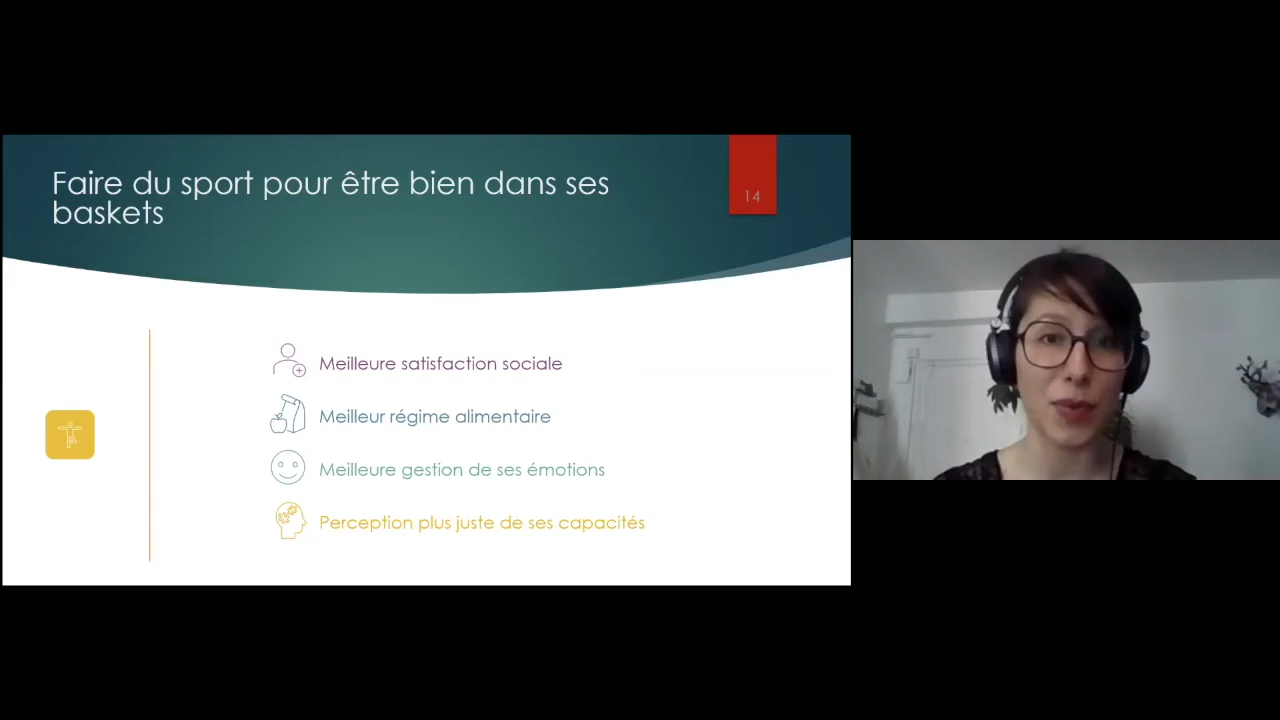 Faire du sport pour être bien dans ses
baskets
14
Meilleure satisfaction sociale
Meilleur régime alimentaire
Meilleure gestion de ses émotions
Perception plus juste de ses capacités